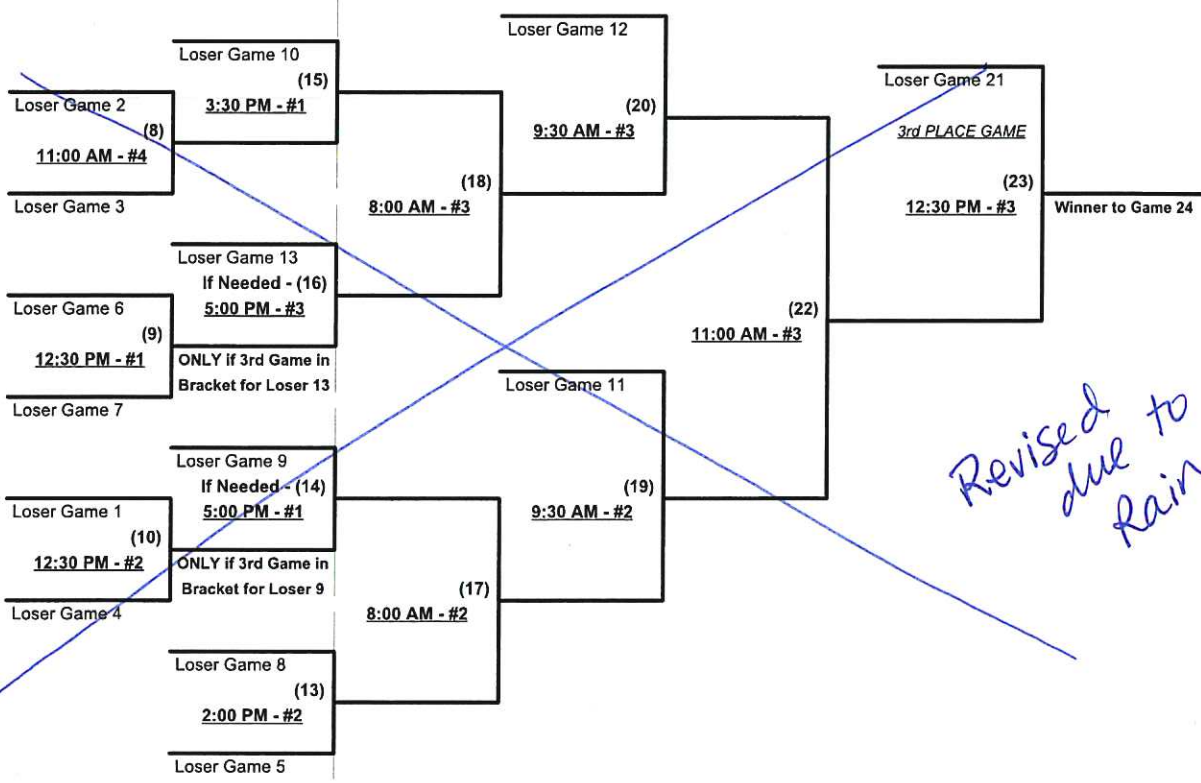 Loser Game 12
Loser Game 10
(15)
3:30 PM - #1
Loser Game 21
Loser Game 2
(8)
11:00 AM - #4
(20)
9:30 AM - #3
3rd PLACE GAME
Loser Game 3
(18)
8:00 AM - #3
(23)
12:30 PM - #3
Winner to Game 24
Loser Game 13
If Needed - (16)
5:00 PM - #3
Loser Game 6
(9)
12:30 PM - #1
ONLY if 3rd Game in
Bracket for Loser 13
(22)
11:00 AM - #3
Loser Game 7
Loser Game 11
Loser Game 9
If Needed - (14)
5:00 PM - #1
Revised
due to
Rain
Loser Game 1
(10)
12:30 PM - #2
(19)
9:30 AM - #2
ONLY if 3rd Game in
Bracket for Loser 9
Loser Game 4
(17)
8:00 AM - #2
Loser Game 8
(13)
2:00 PM - #2
Loser Game 5